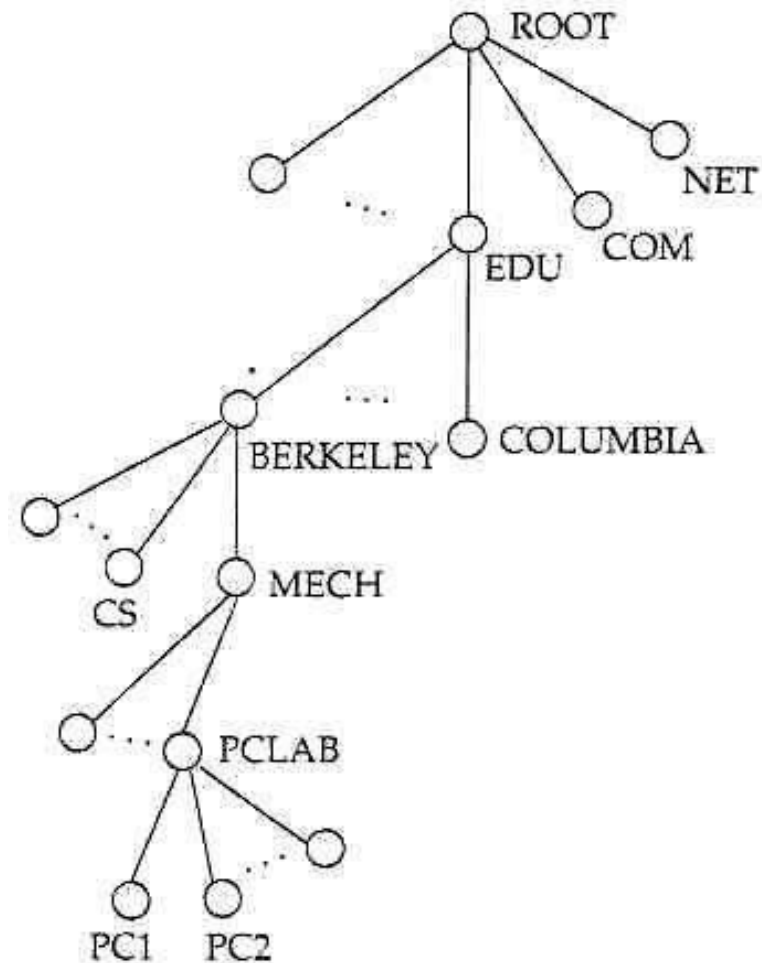 ROOT
NET
COM
EDU
COLUMBIA
BERKELEY
CS
MECH
PCLAB
PC1
PC2